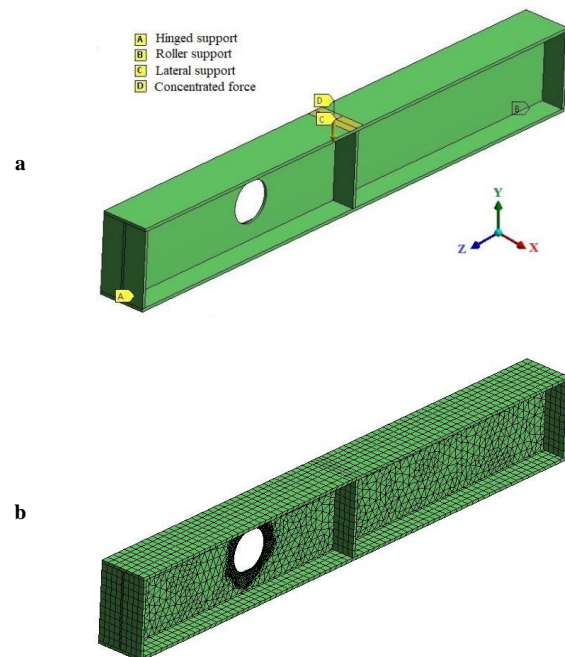 A Hinged support
B Roller support
C Lateral support
D Concentrated force
D
C
B
a
Y
Z X
A
b